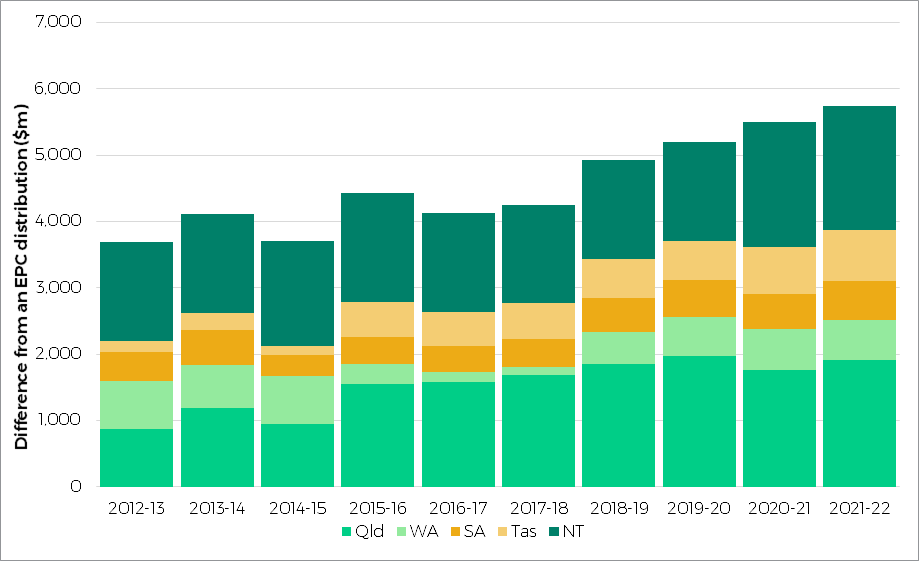 Difference from an EPC distribution ($m)
7,000
6,000
5,000
4,000
3,000
2,000
1,000
0
2012-13 2013-14 2014-15 2015-16 2016-17 2017-18 2018-19 2019-20 2020-21 2021-22
Qld WA SA Tas NT